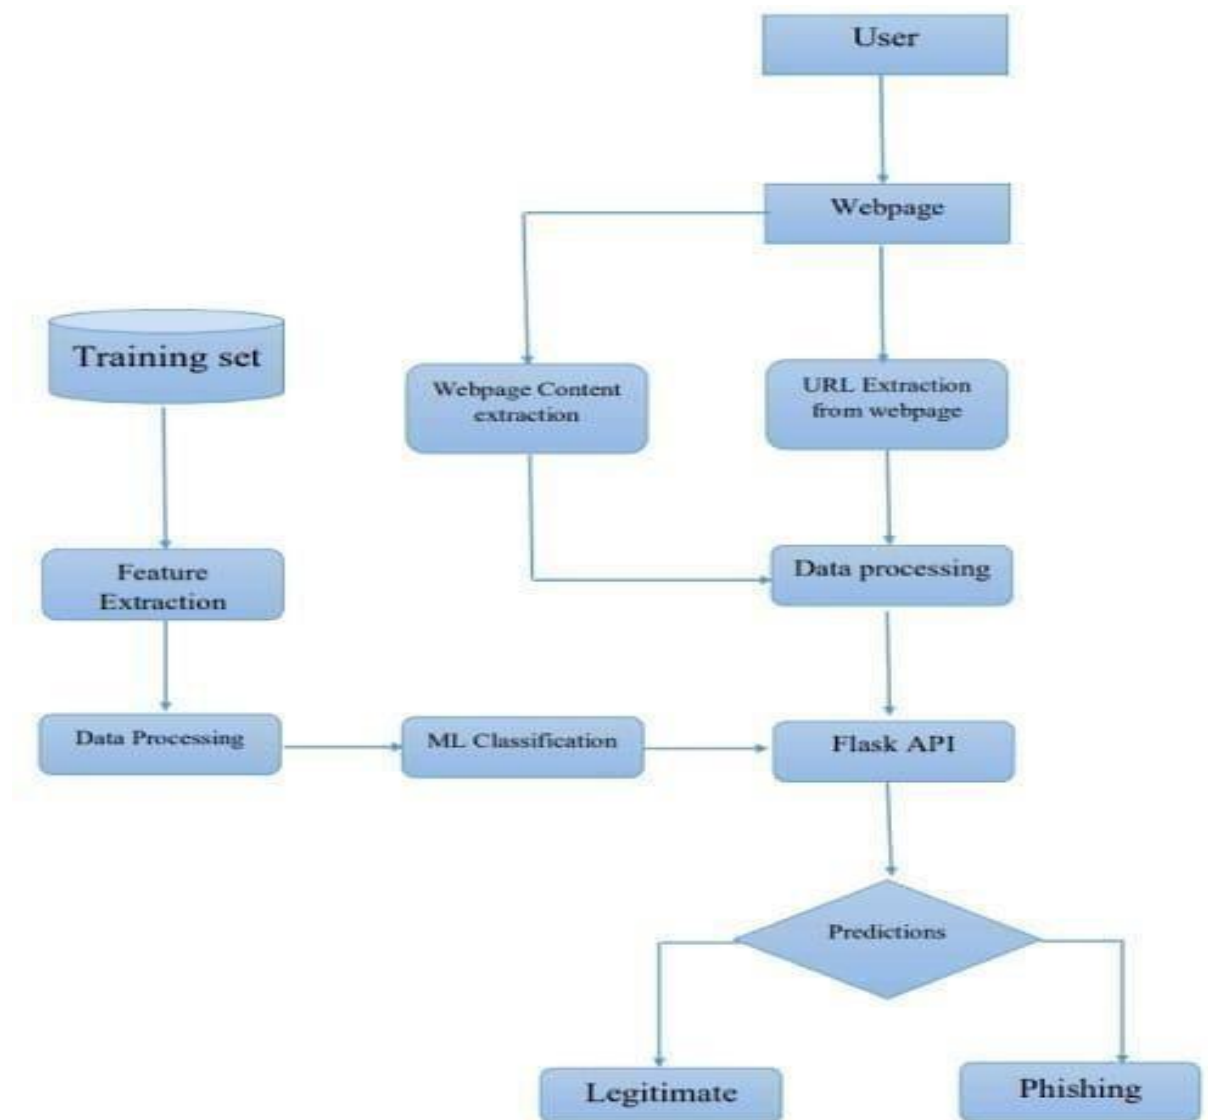 User
Webpage
Training set
Webpage Content
extraction
URL Extraction
from webpage
Feature
Extraction
Data processing
Data Processing
ML Classification
Flask API
Predictions
Legitimate
Phishing